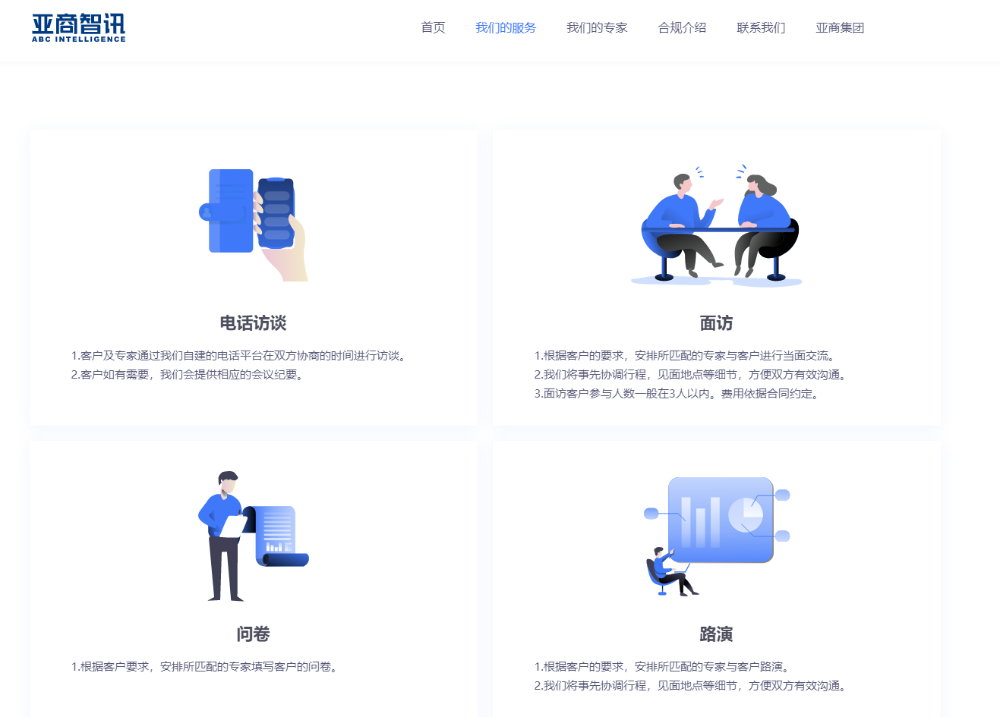 亚商智讯
ABC INTELLIGENCE
首页 我们的服务 我们的专家 合规介绍 联系我们 亚商集团
电话访谈
1.客户及专家通过我们自建的电话平台在双方协商的时间进行访谈。
2.客户如有需要，我们会提供相应的会议纪要。
面访
1.根据客户的要求，安排所匹配的专家与客户进行当面交流。
2.我们将事先协调行程，见面地点等细节，方便双方有效沟通。
3.面访客户参与人数一般在3人以内。费用依据合同约定。
问卷
1.根据客户要求，安排所匹配的专家填写客户的问卷。
路演
1.根据客户的要求，安排所匹配的专家与客户路演。
2.我们将事先协调行程，见面地点等细节，方便双方有效沟通。